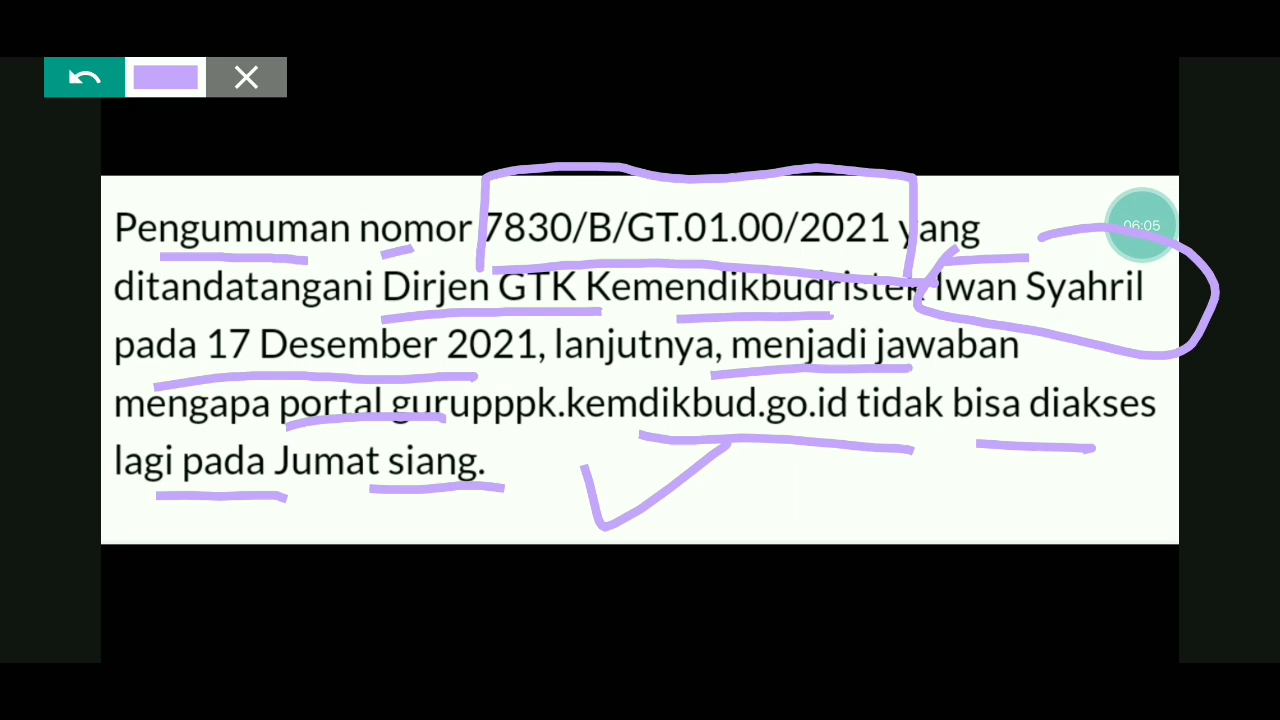 06:05
Pengumuman nomor 7830/B/GT.01.00/2021 yang
ditandatangani Dirjen GTK Kemendikbudristek Iwan Syahril
pada 17 Desember 2021, lanjutnya, menjadi jawaban
mengapa portal gurupppk.kemdikbud.go.id tidak bisa diakses
lagi pada Jumat siang.